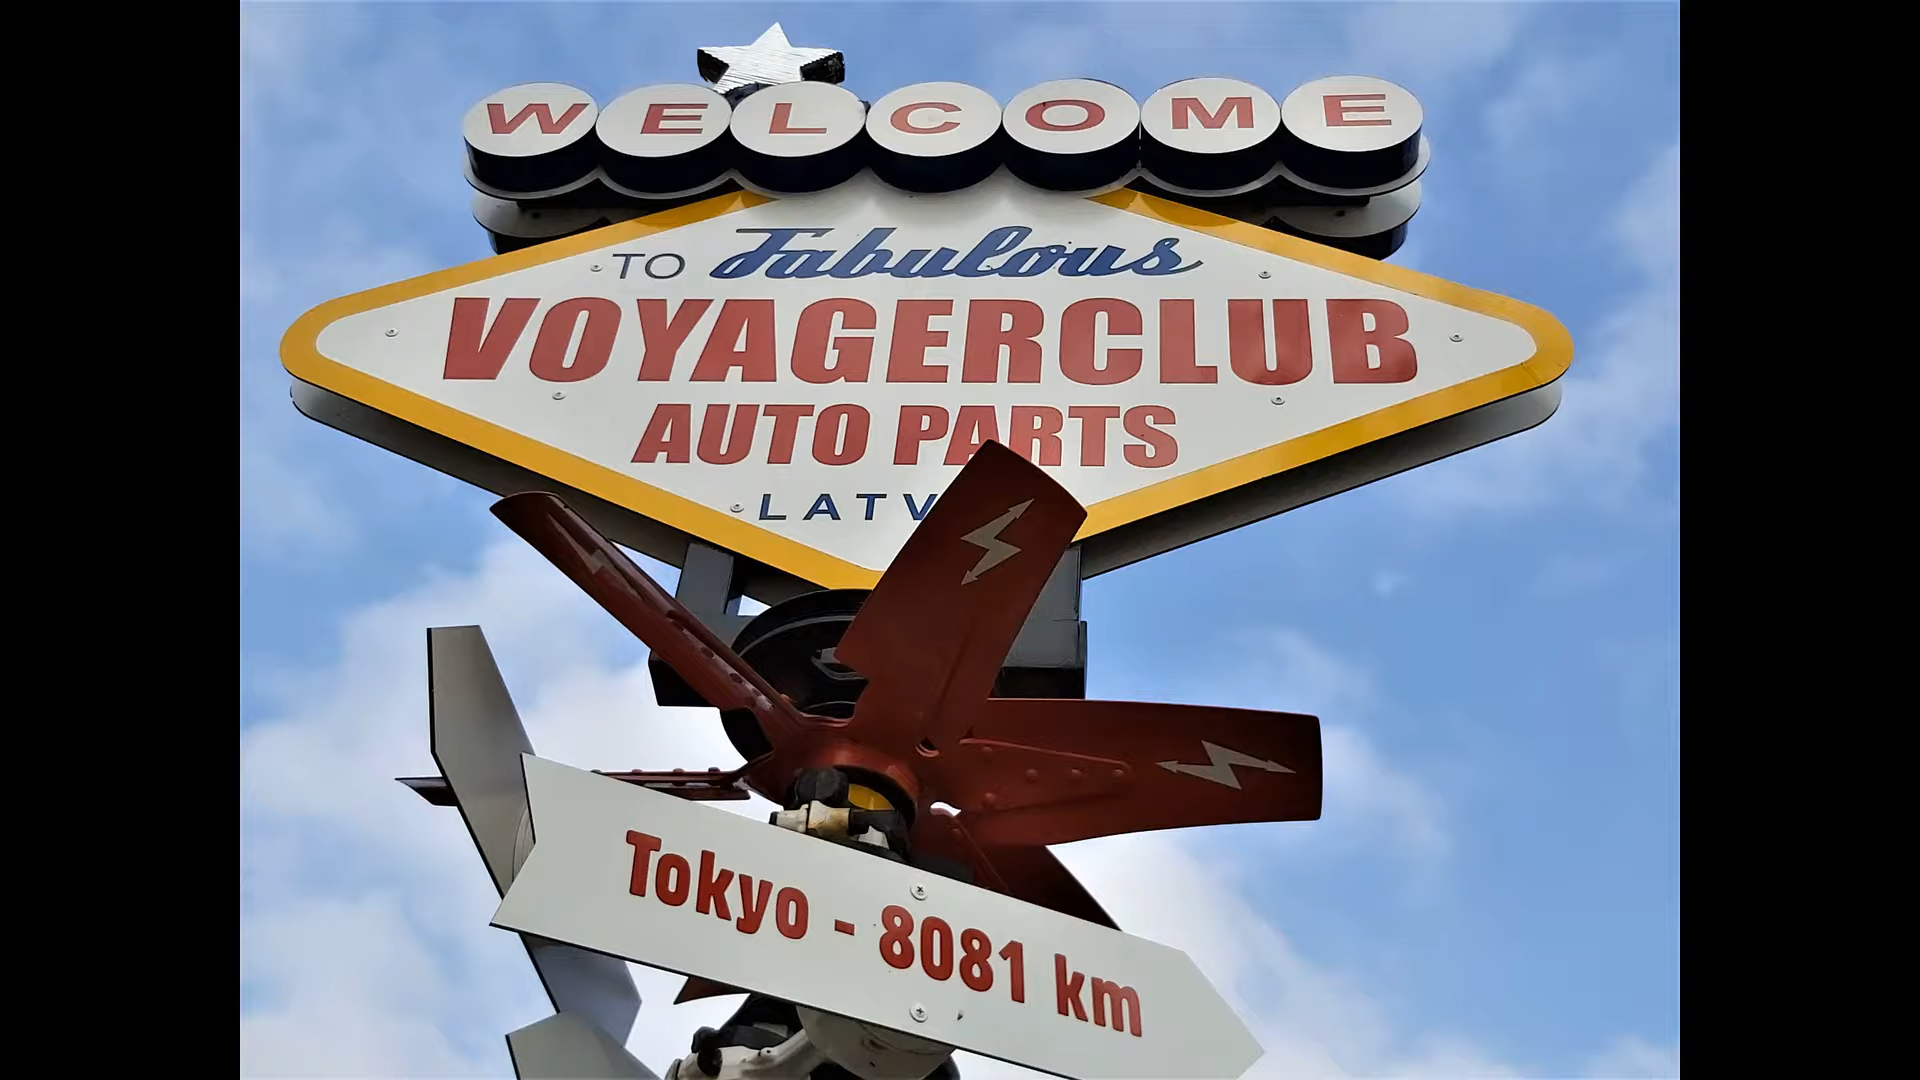 WELCOME
TO Fabulous
VOYAGERCLUB
AUTO PARTS
Tokyo - 8081 km